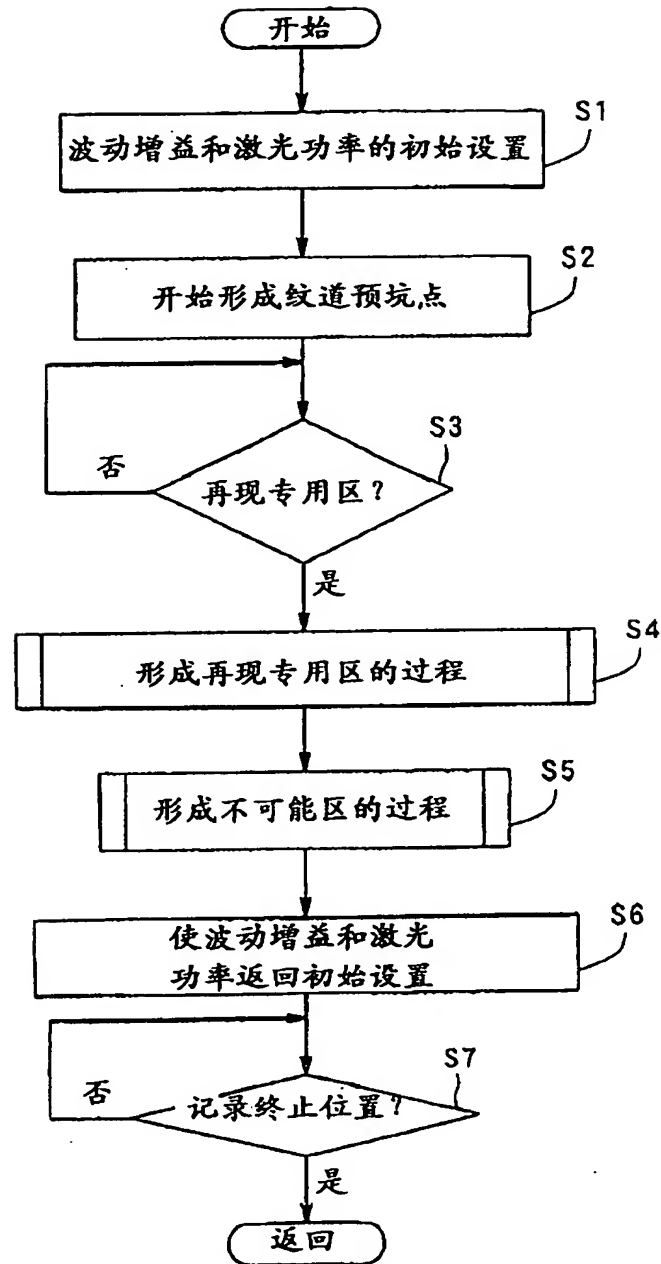 开始
S1
波动增益和激光功率的初始设置
S2
开始形成纹道预坑点
S3
否
再现专用区？
是
S4
形成再现专用区的过程
S5
形成不可能区的过程
S6
使波动增益和激光
功率返回初始设置
S7
否
记录终止位置？
是
返回